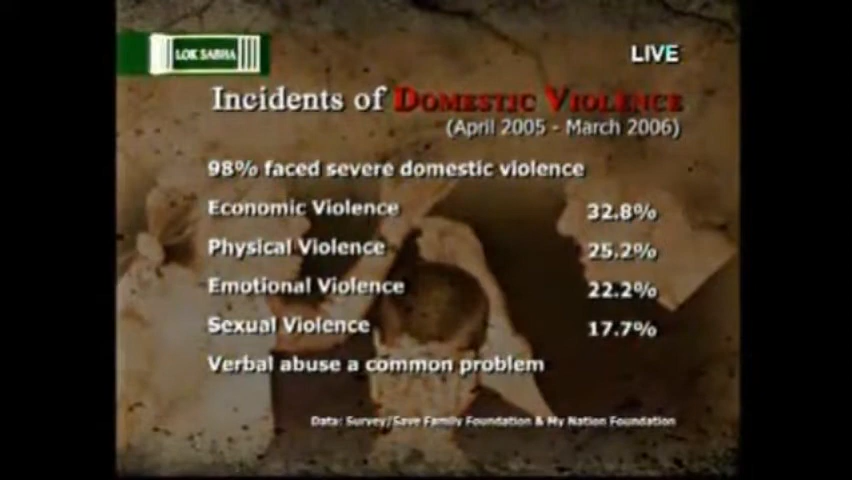 LOK SABHA
LIVE
Incidents of DOMESTIC VIOLENCE
(April 2005 - March 2006)
98% faced severe domestic violence
Economic Violence 32.8%
Physical Violence 25.2%
Emotional Violence 22.2%
Sexual Violence 17.7%
Verbal abuse a common problem
Data: Survey/Save Family Foundation & My Nation Foundation